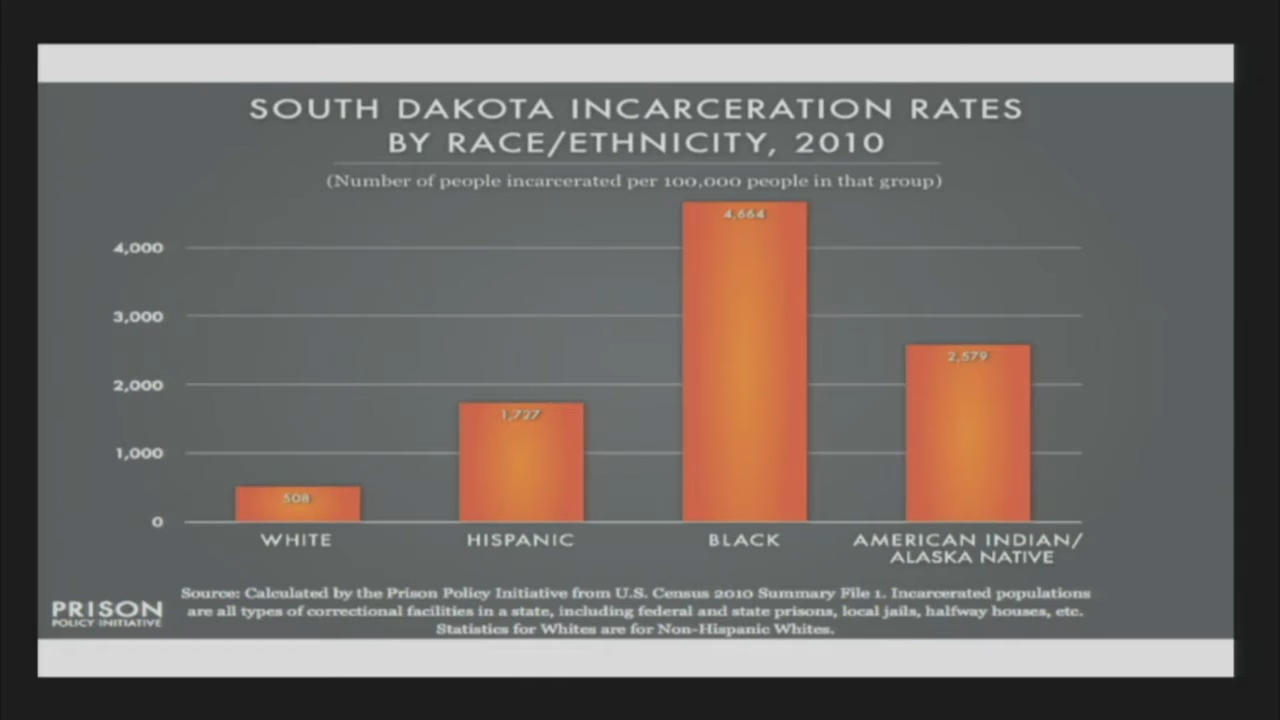 SOUTH DAKOTA INCARCERATION RATES
BY RACE/ETHNICITY, 2010
(Number of people incarcerated per 100,000 people in that group)
4,000
3,000
2,000
1,000
0
508
1,727
4,664
2,579
WHITE
HISPANIC
BLACK
AMERICAN INDIAN/
ALASKA NATIVE
Source: Calculated by the Prison Policy Initiative from U.S. Census 2010 Summary File 1. Incarcerated populations
are all types of correctional facilities in a state, including federal and state prisons, local jails, halfway houses, etc.
Statistics for Whites are for Non-Hispanic Whites.
PRISON
POLICY INITIATIVE